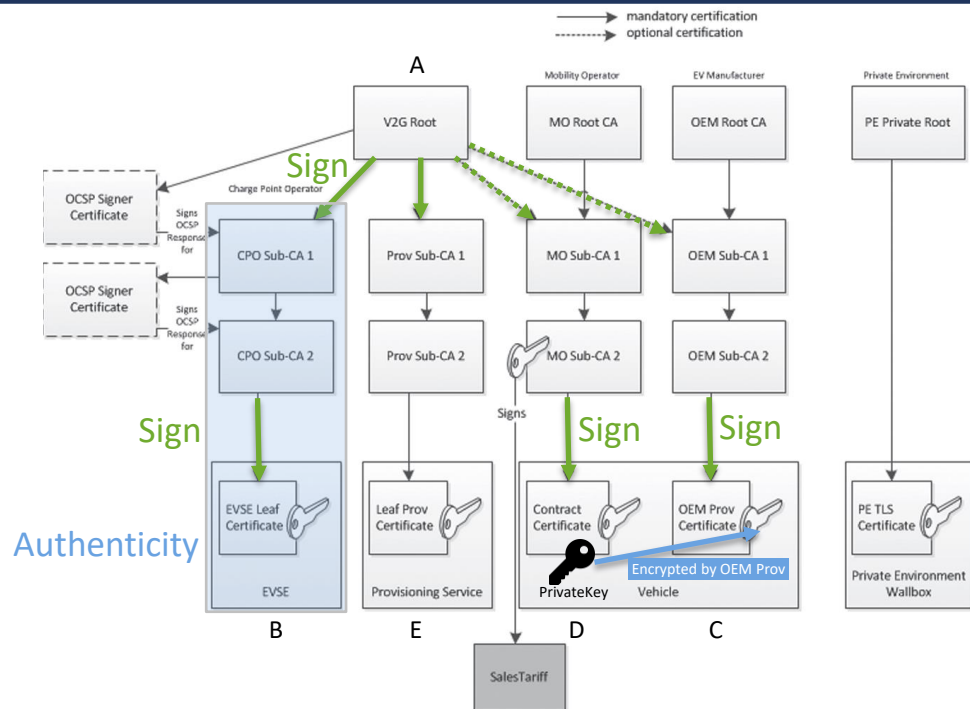 mandatory certification
optional certification
A
Mobility Operator
EV Manufacturer
Private Environment
V2G Root
MO Root CA
OEM Root CA
PE Private Root
Sign
OCSP Signer
Certificate
Charge Point Operator
Signs
OCSP
Response
for
CPO Sub-CA 1
Prov Sub-CA 1
MO Sub-CA 1
OEM Sub-CA 1
OCSP Signer
Certificate
Signs
OCSP
Response
for
CPO Sub-CA 2
Prov Sub-CA 2
MO Sub-CA 2
OEM Sub-CA 2
Signs
Sign
Sign
Sign
Authenticity
EVSE Leaf
Certificate
Leaf Prov
Certificate
Contract
Certificate
OEM Prov
Certificate
PE TLS
Certificate
Encrypted by OEM Prov
PrivateKey
EVSE
Provisioning Service
Vehicle
Private Environment
Wallbox
B
E
D
C
SalesTariff